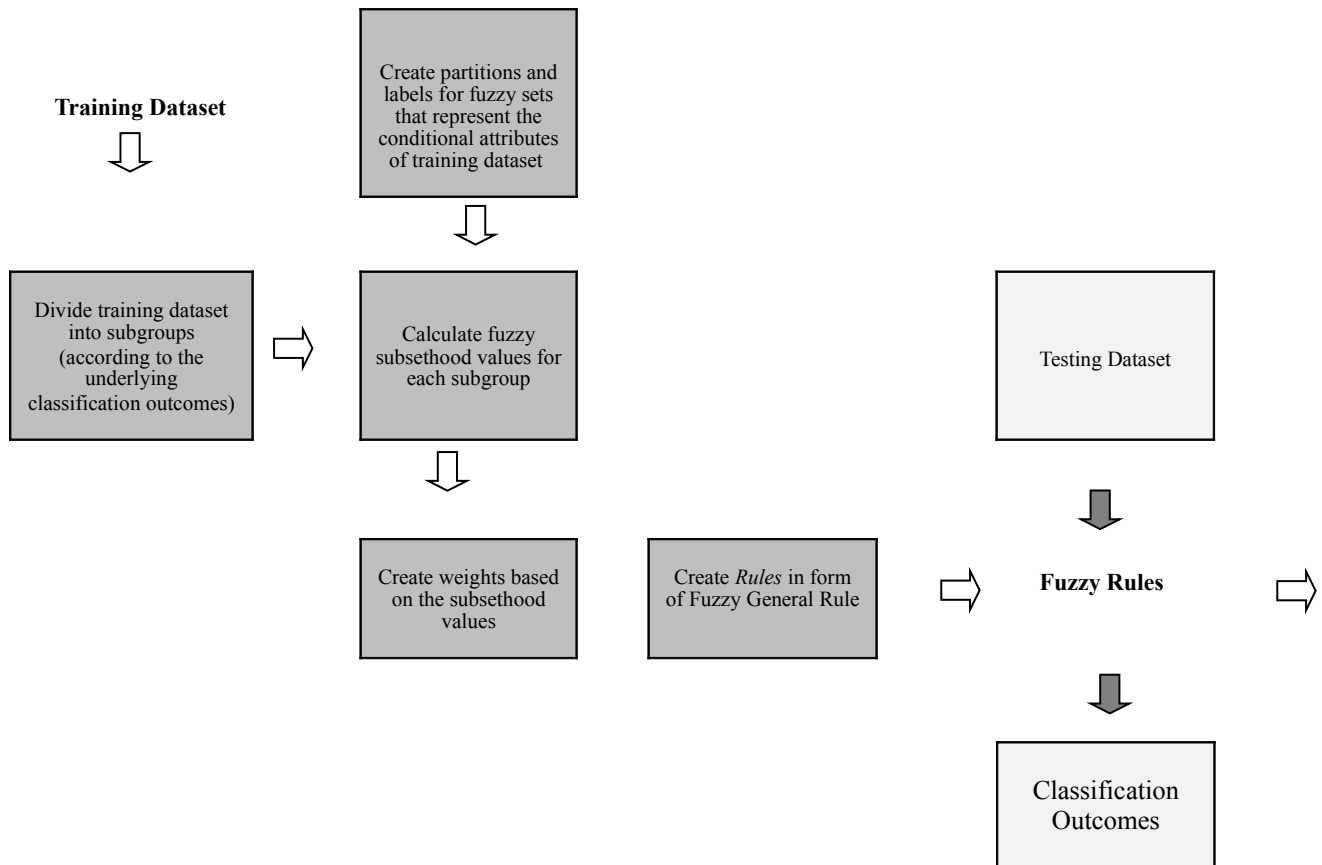 Training Dataset
Create partitions and
labels for fuzzy sets
that represent the
conditional attributes
of training dataset
Divide training dataset
into subgroups
(according to the
underlying
classification outcomes)
Calculate fuzzy
subsethood values for
each subgroup
Testing Dataset
Create weights based
on the subsethood
values
Create Rules in form
of Fuzzy General Rule
Fuzzy Rules
Classification
Outcomes